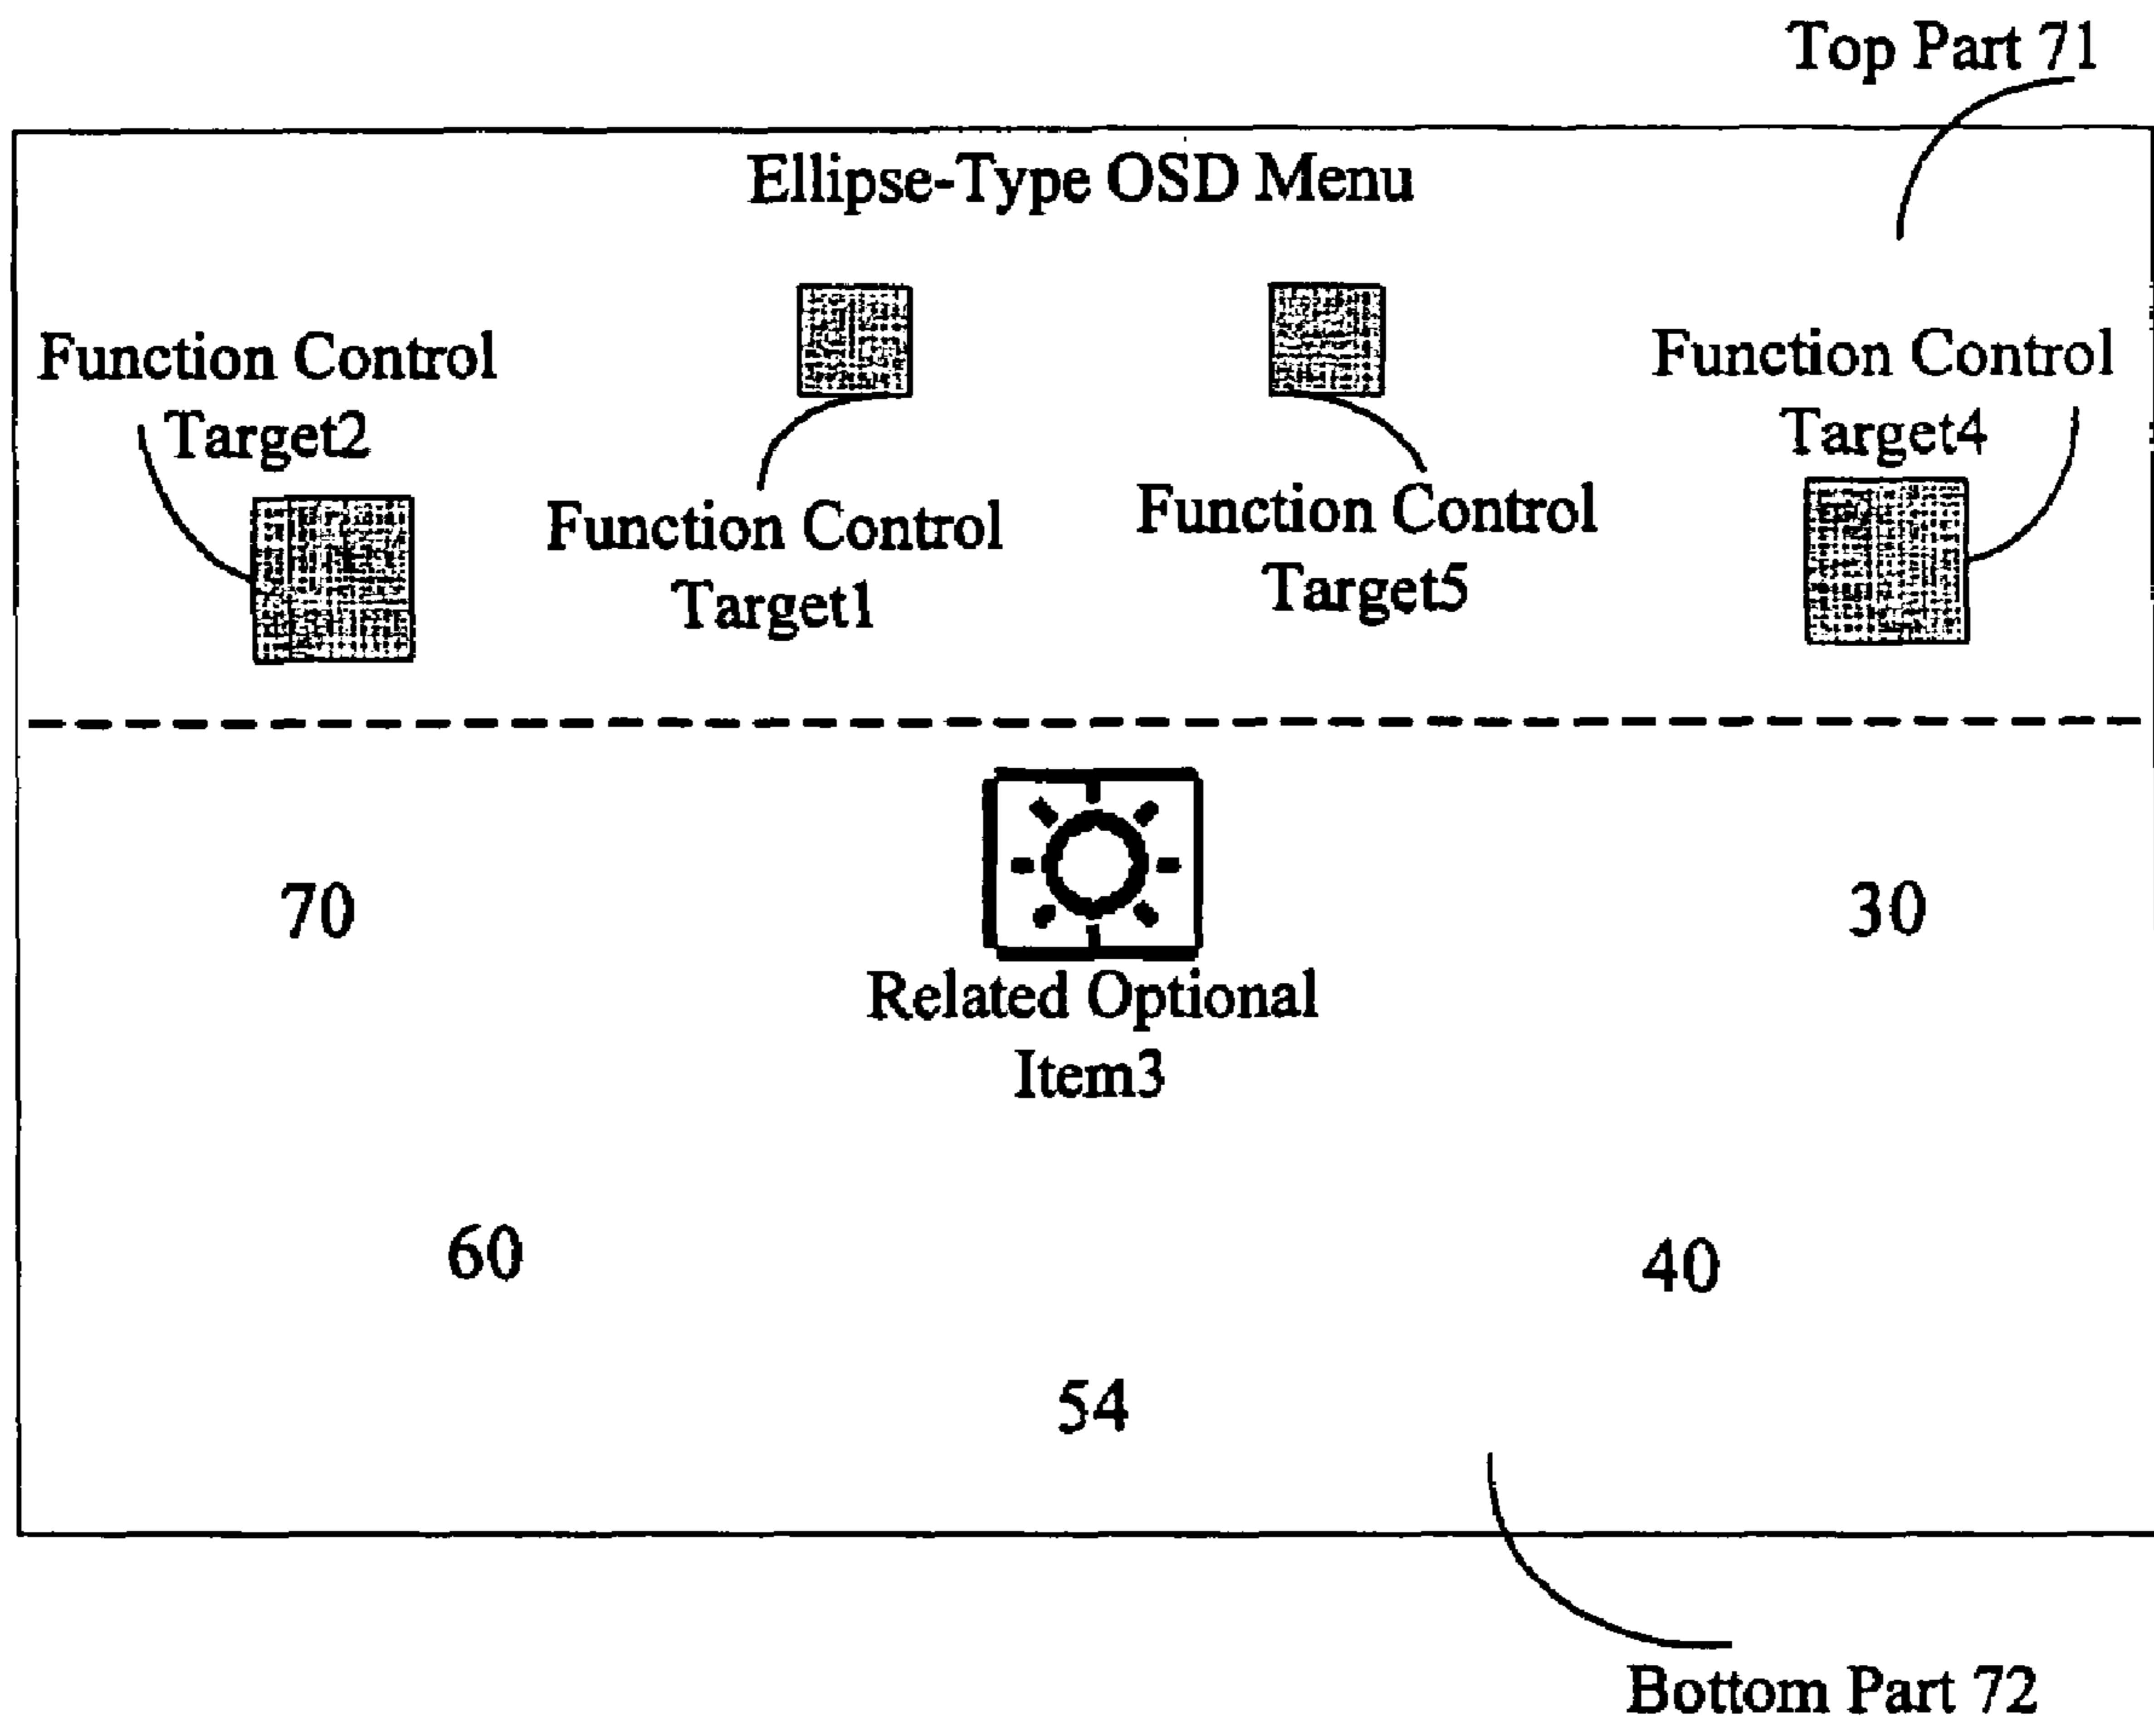 Top Part 71
Ellipse-Type OSD Menu
Function Control
Target2
Function Control
Target1
Function Control
Target5
Function Control
Target4
70
30
Related Optional
Item3
60
40
54
Bottom Part 72